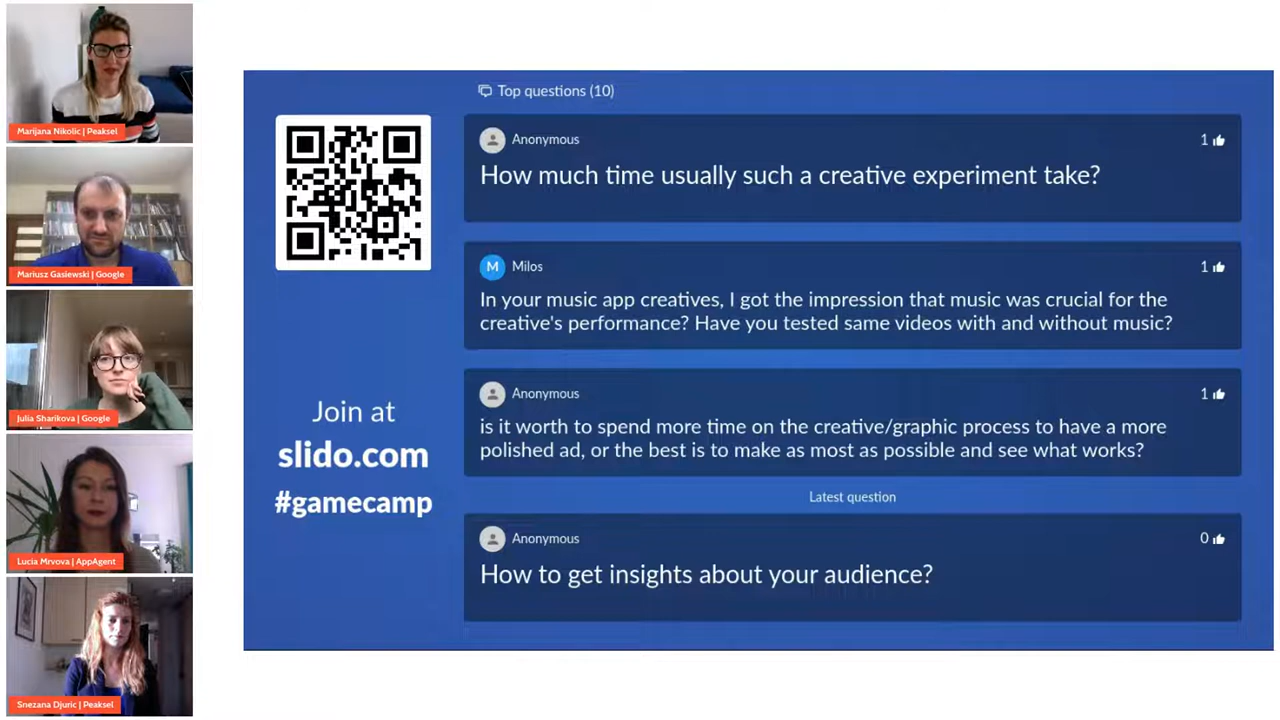 Marijana Nikolic | Peaksel
Mariusz Gasiewski | Google
Julia Sharikova | Google
Lucia Mrvova | AppAgent
Snezana Djuric | Peaksel
Join at
slido.com
#gamecamp
Top questions (10)
Anonymous 1
How much time usually such a creative experiment take?
M Milos 1
In your music app creatives, I got the impression that music was crucial for the
creative's performance? Have you tested same videos with and without music?
Anonymous 1
is it worth to spend more time on the creative/graphic process to have a more
polished ad, or the best is to make as most as possible and see what works?
Latest question
Anonymous 0
How to get insights about your audience?